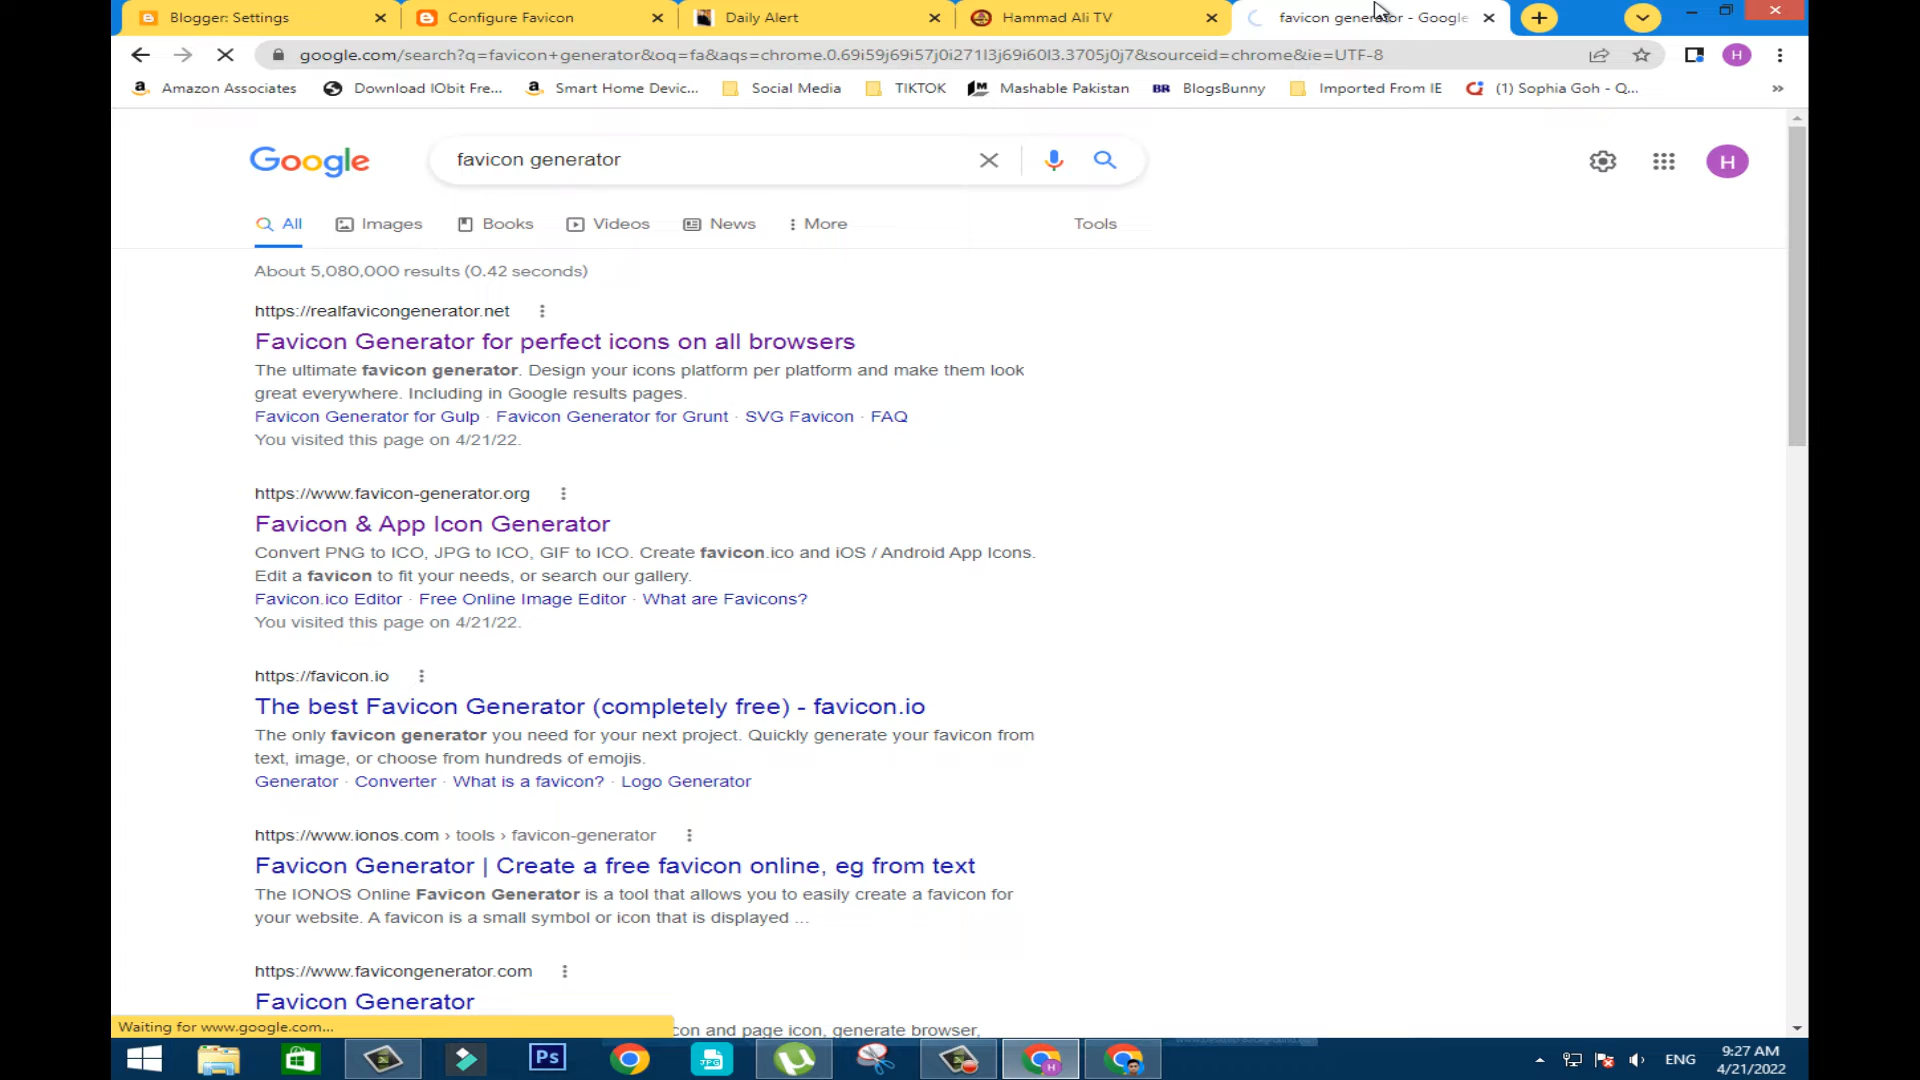 Blogger: Settings
Configure Favicon
Daily Alert
Hammad Ali TV
favicon generator - Google
google.com/search?q=favicon+generator&oq=fa&aqs=chrome.0.69i59j69i57j0i271l3j69i60l3.3705j0j7&sourceid=chrome&ie=UTF-8
H
Amazon Associates
Download IObit Fre...
Smart Home Devic...
Social Media
TIKTOK
Mashable Pakistan
BR BlogsBunny
Imported From IE
(1) Sophia Goh - Q...
»
Google
favicon generator
H
All
Images
Books
Videos
News
More
Tools
About 5,080,000 results (0.42 seconds)
https://realfavicongenerator.net
Favicon Generator for perfect icons on all browsers
The ultimate favicon generator. Design your icons platform per platform and make them look
great everywhere. Including in Google results pages.
Favicon Generator for Gulp · Favicon Generator for Grunt · SVG Favicon · FAQ
You visited this page on 4/21/22.
https://www.favicon-generator.org
Favicon & App Icon Generator
Convert PNG to ICO, JPG to ICO, GIF to ICO. Create favicon.ico and iOS / Android App Icons.
Edit a favicon to fit your needs, or search our gallery.
Favicon.ico Editor · Free Online Image Editor · What are Favicons?
You visited this page on 4/21/22.
https://favicon.io
The best Favicon Generator (completely free) - favicon.io
The only favicon generator you need for your next project. Quickly generate your favicon from
text, image, or choose from hundreds of emojis.
Generator · Converter · What is a favicon? · Logo Generator
https://www.ionos.com › tools › favicon-generator
Favicon Generator | Create a free favicon online, eg from text
The IONOS Online Favicon Generator is a tool that allows you to easily create a favicon for
your website. A favicon is a small symbol or icon that is displayed ...
https://www.favicongenerator.com
Favicon Generator
con and page icon, generate browser,
Waiting for www.google.com...
Ps
JPG
H
ENG
9:27 AM
4/21/2022